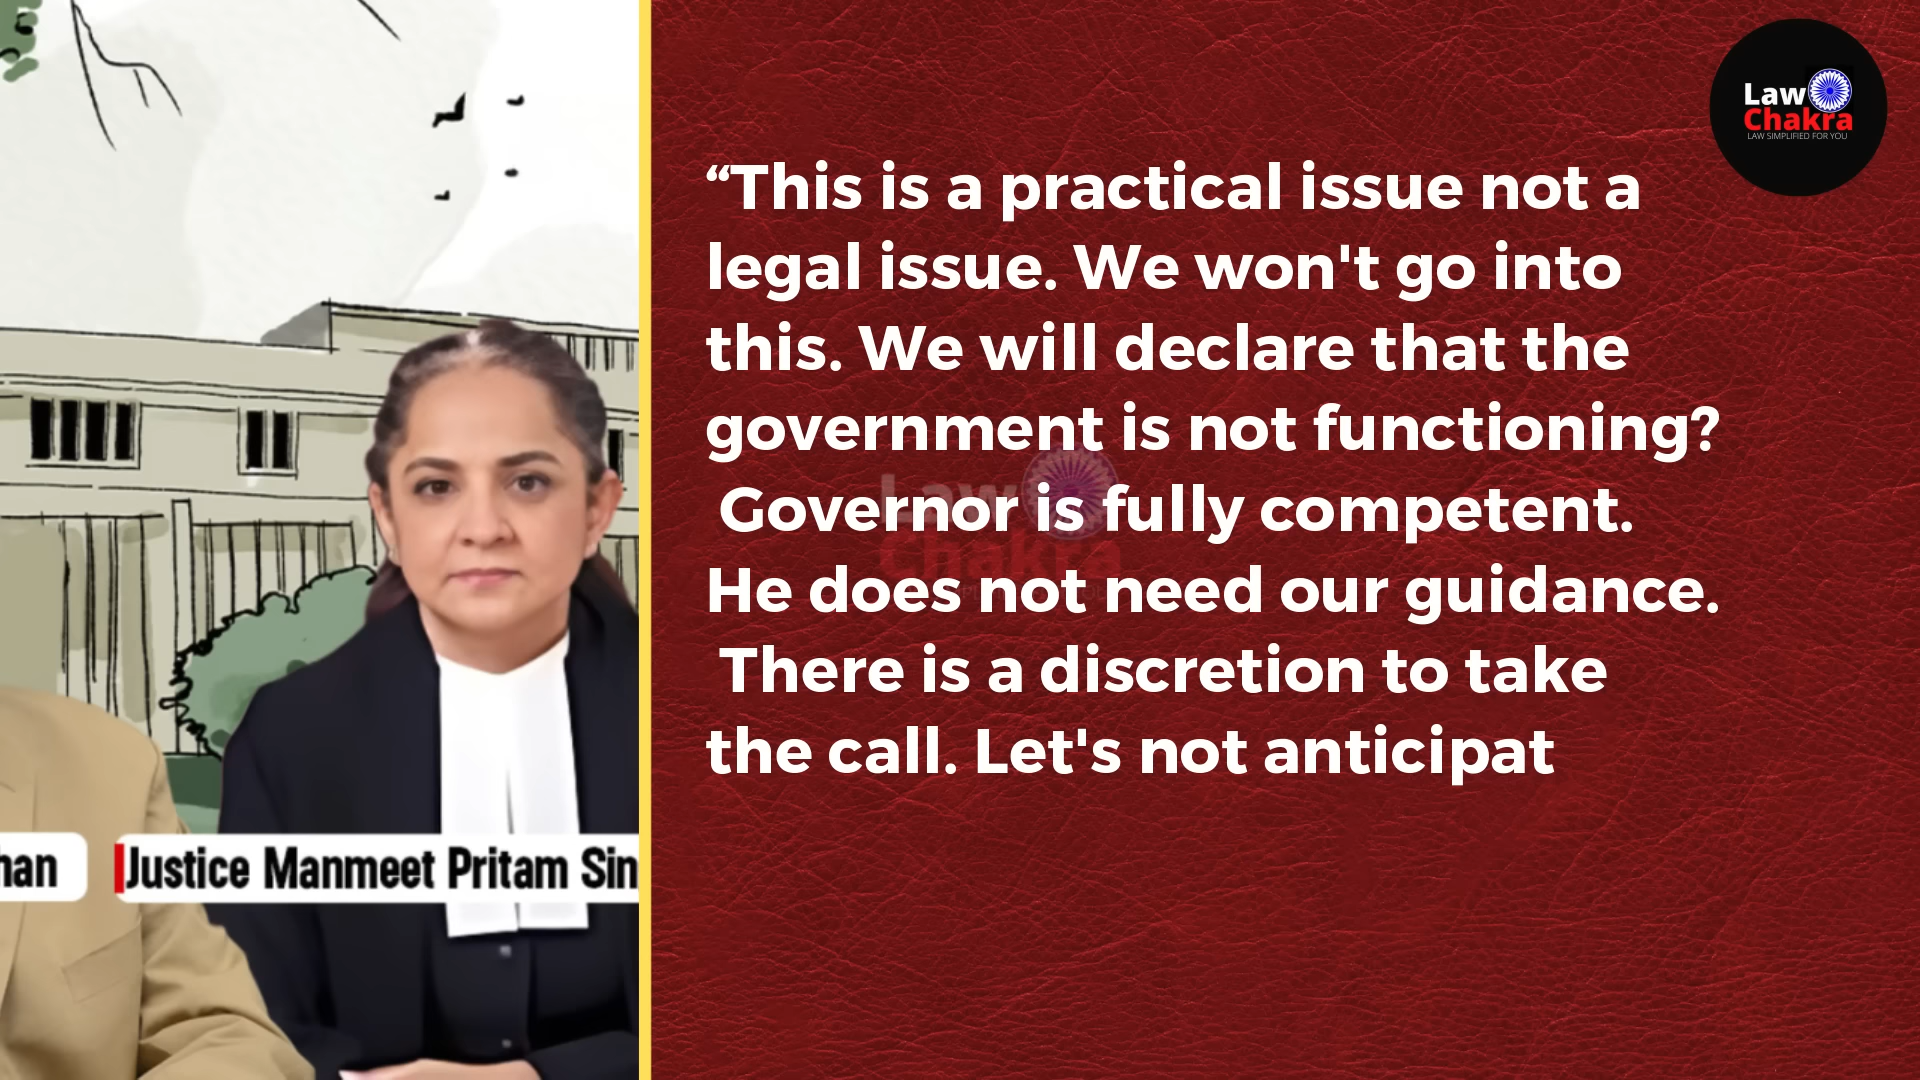 Law
Chakra
LAW SIMPLIFIED FOR YOU
“This is a practical issue not a
legal issue. We won't go into
this. We will declare that the
government is not functioning?
Governor is fully competent.
He does not need our guidance.
There is a discretion to take
the call. Let's not anticipat
Law
Chakra
han
Justice Manmeet Pritam Sin